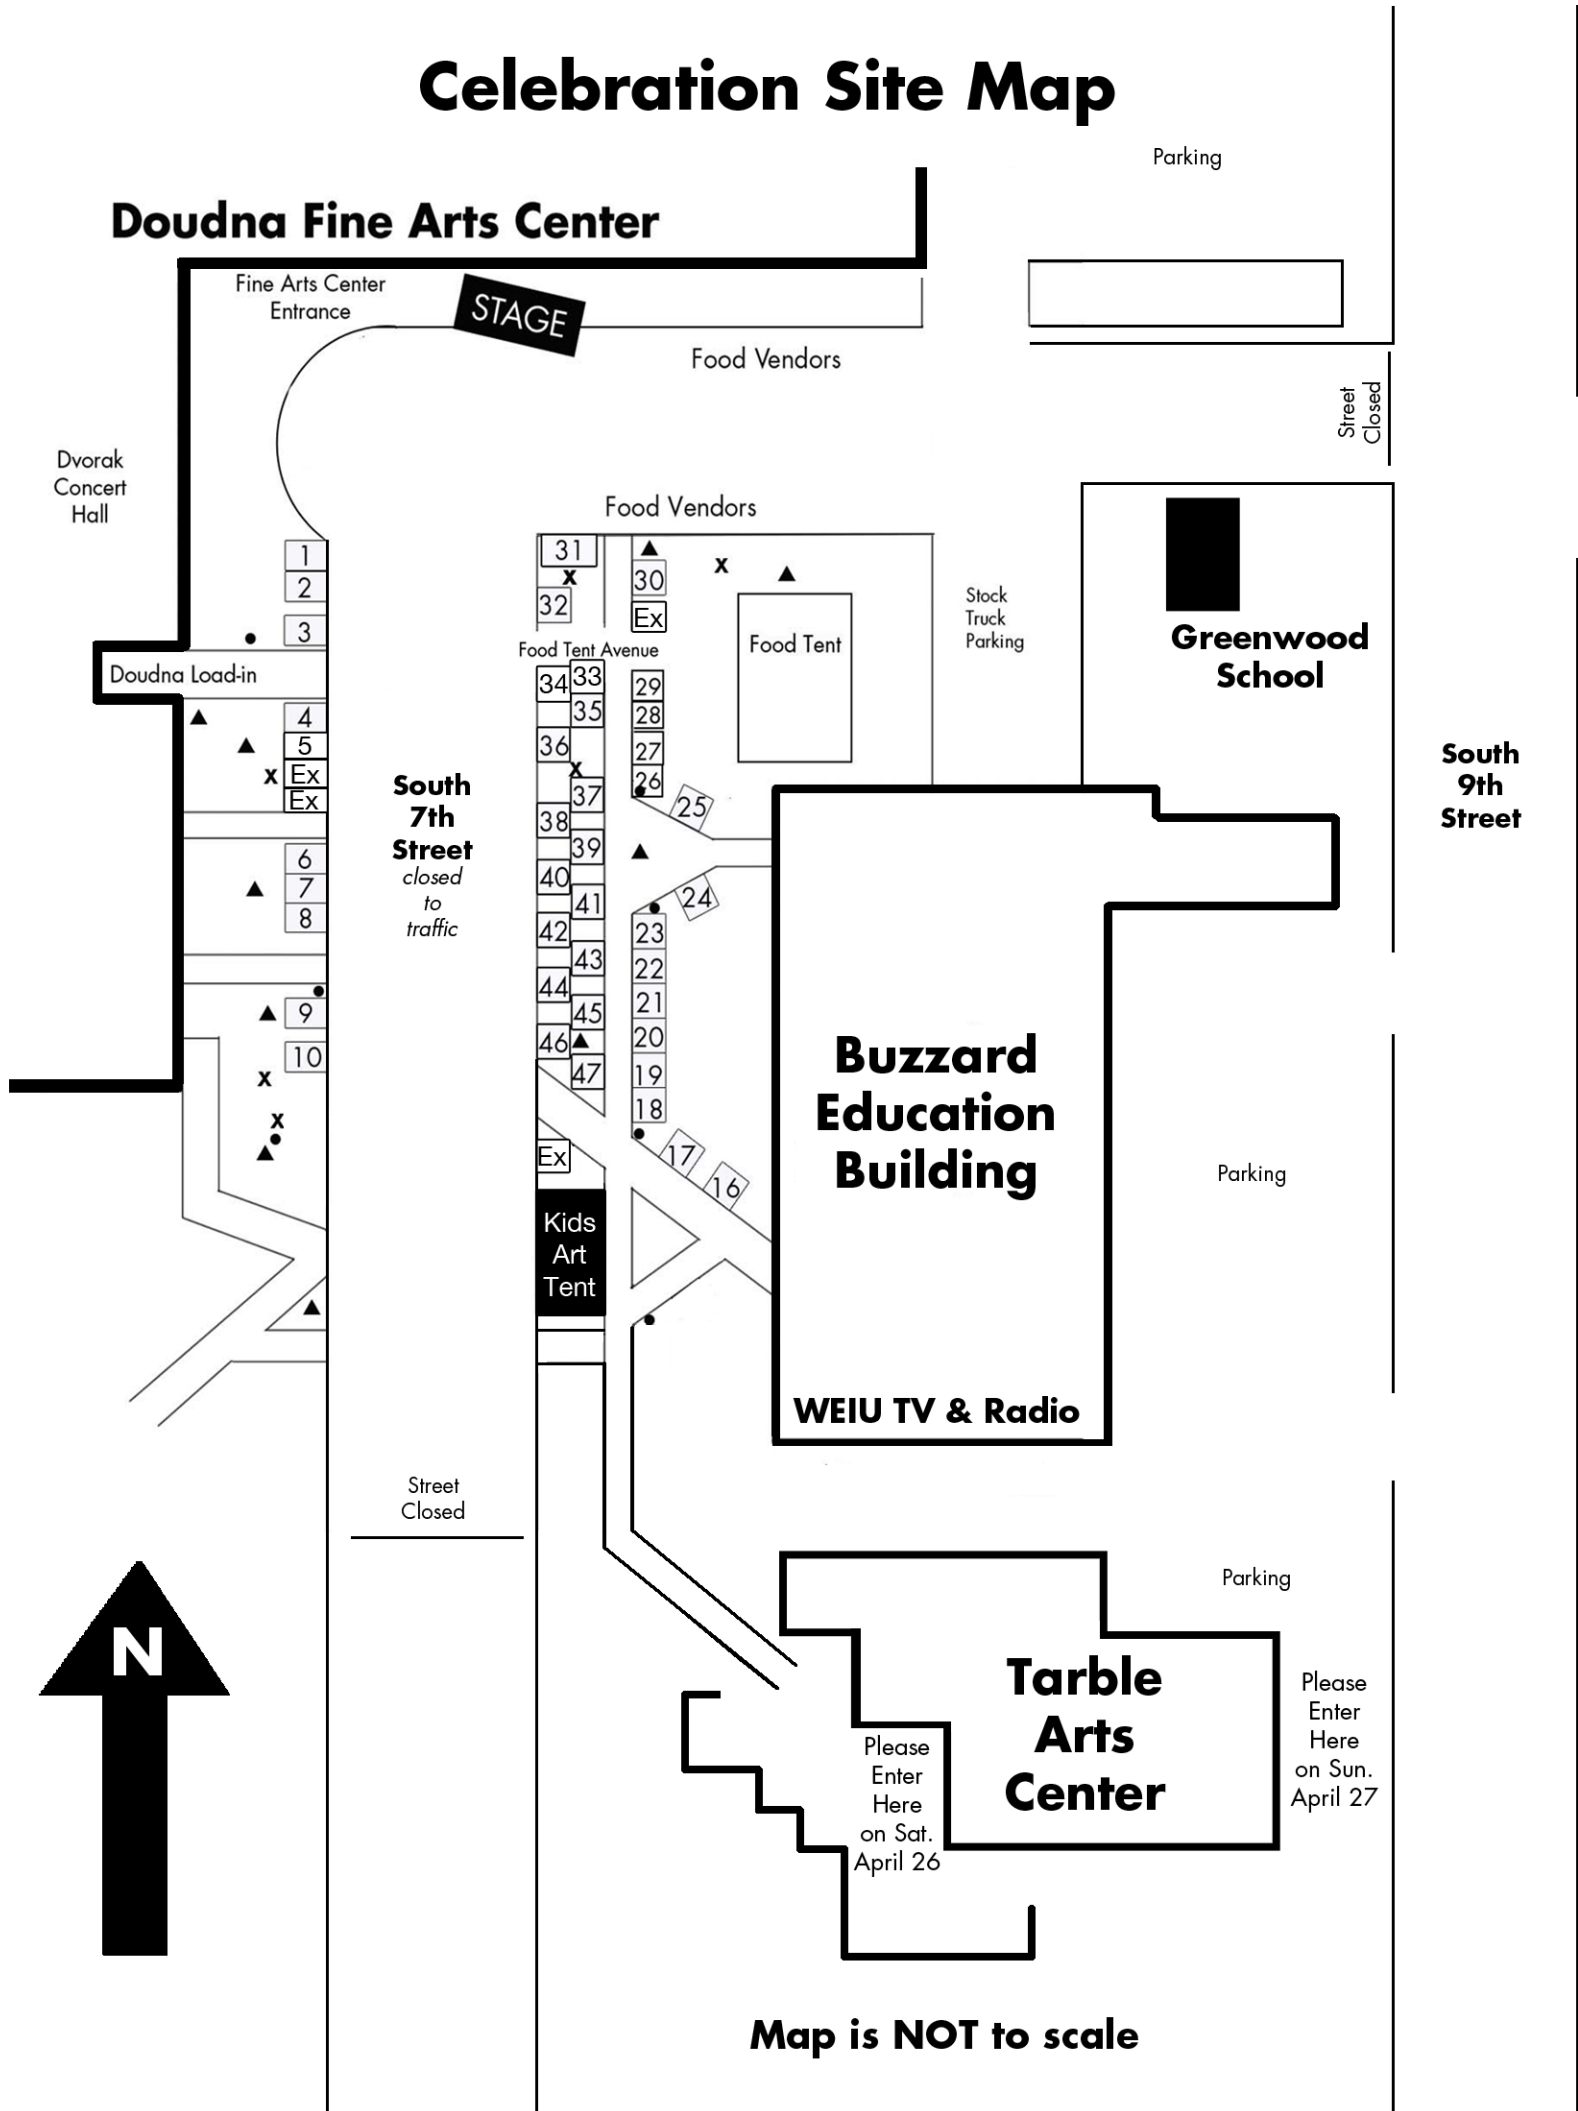 Celebration Site Map
Parking
Doudna Fine Arts Center
Fine Arts Center
Entrance
STAGE
Food Vendors
Street
Closed
Dvorak
Concert
Hall
Food Vendors
1
2
3
Doudna Load-in
4
5
Ex
Ex
6
7
8
9
10
South
7th
Street
closed
to
traffic
31
x
32
30
Ex
x
Food Tent Avenue
Food Tent
Stock
Truck
Parking
Greenwood
School
South
9th
Street
34
33
35
36
x
37
38
39
40
41
42
43
44
45
46
47
29
28
27
26
25
24
23
22
21
20
19
18
17
16
x
x
x
Ex
Kids
Art
Tent
Buzzard
Education
Building
WEIU TV & Radio
Parking
Street
Closed
N
Parking
Tarble
Arts
Center
Please
Enter
Here
on Sat.
April 26
Please
Enter
Here
on Sun.
April 27
Map is NOT to scale